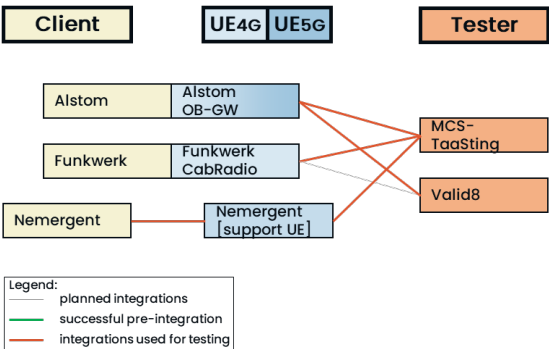 Client
UE4G UE5G
Tester
Alstom
Alstom
OB-GW
Funkwerk
Funkwerk
CabRadio
MCS-
TaaSting
Valid8
Nemergent
Nemergent
[support UE]
Legend:
planned integrations
successful pre-integration
integrations used for testing